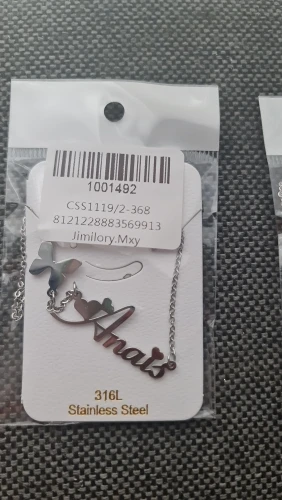 1001492
CSS1119/2-368
8121228883569913
Jimilory.Mxy
Anaïs
316L
Stainless Steel